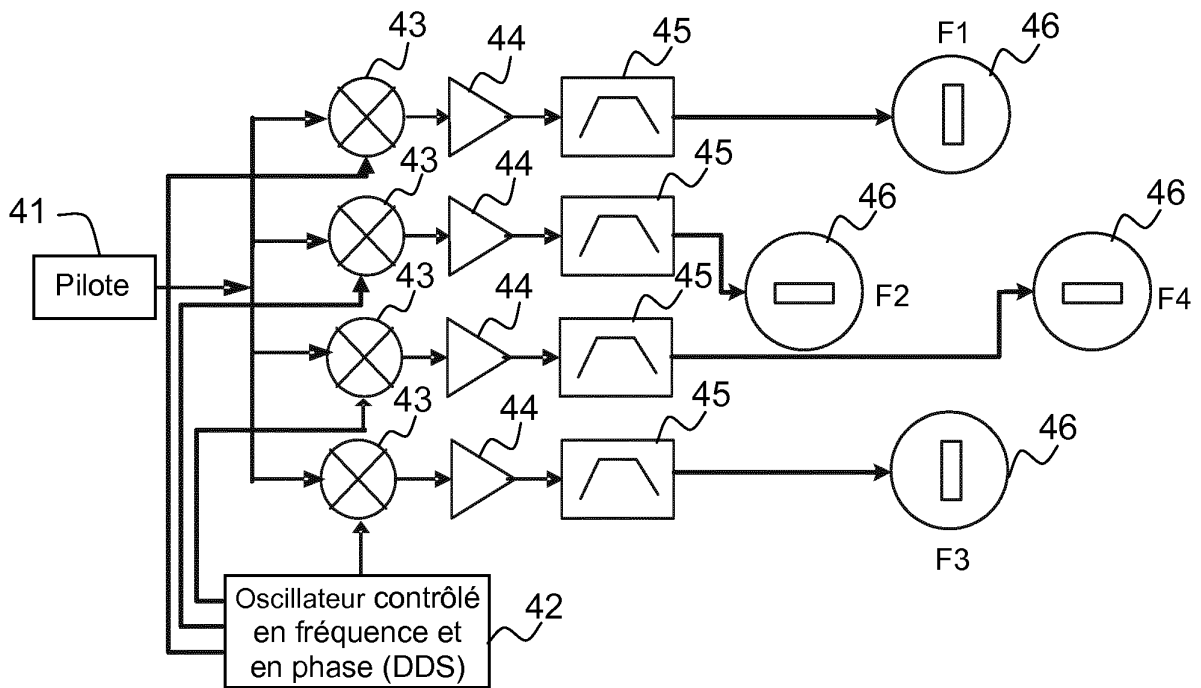 43
44
45
F1
46
43
44
45
46
46
41
Pilote
43
44
45
F2
F4
43
44
45
46
F3
Oscillateur contrôlé
en fréquence et
en phase (DDS)
42